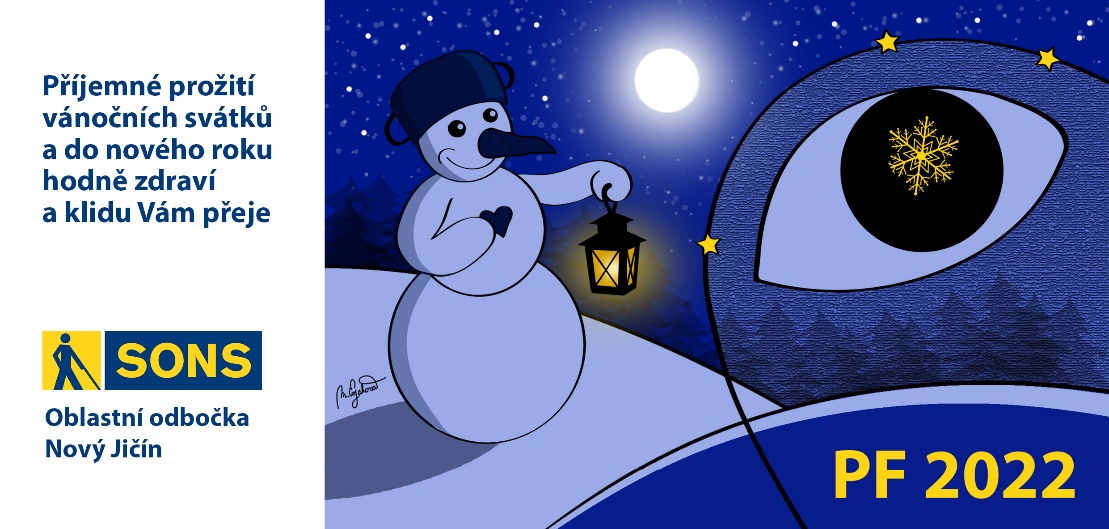 Příjemné prožití
vánočních svátků
a do nového roku
hodně zdraví
a klidu Vám přeje
SONS
Oblastní odbočka
Nový Jičín
PF 2022